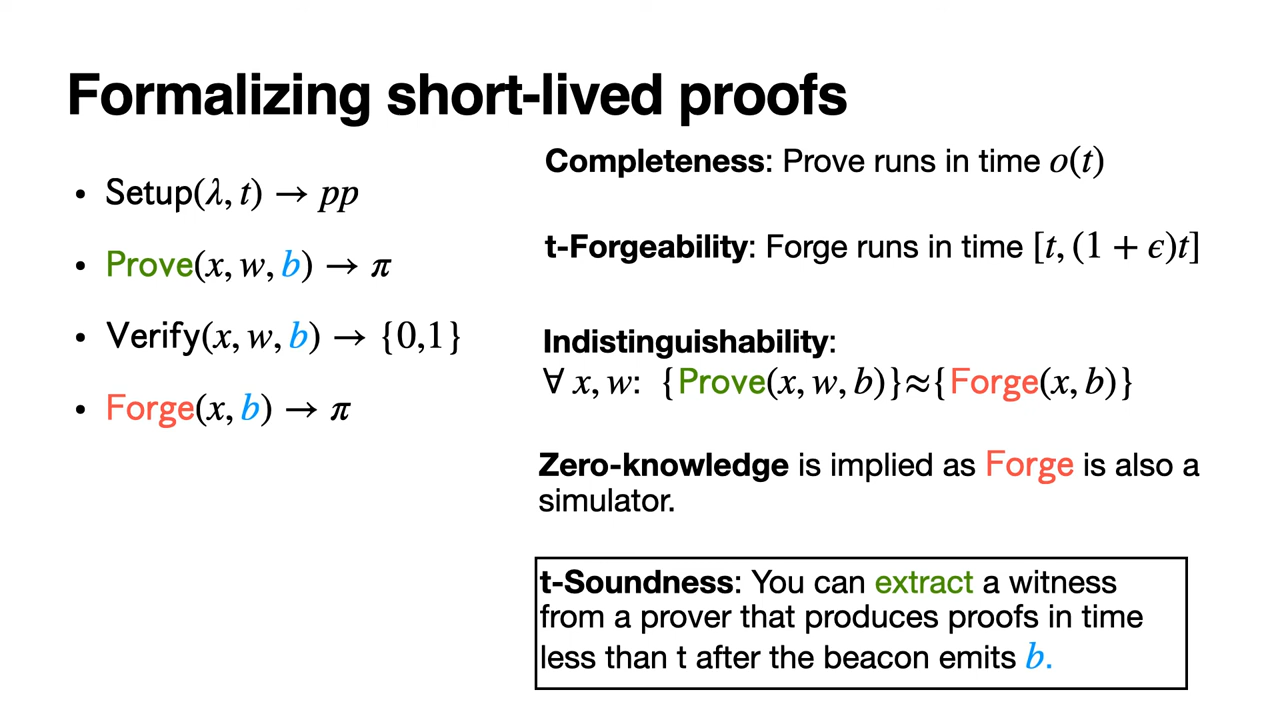 Formalizing short-lived proofs
• Setup(λ, t) → pp
• Prove(x, w, b) → π
• Verify(x, w, b) → {0,1}
• Forge(x, b) → π
Completeness: Prove runs in time o(t)
t-Forgeability: Forge runs in time [t, (1 + ϵ)t]
Indistinguishability:
∀ x, w: {Prove(x, w, b)}≈{Forge(x, b)}
Zero-knowledge is implied as Forge is also a
simulator.
t-Soundness: You can extract a witness
from a prover that produces proofs in time
less than t after the beacon emits b.